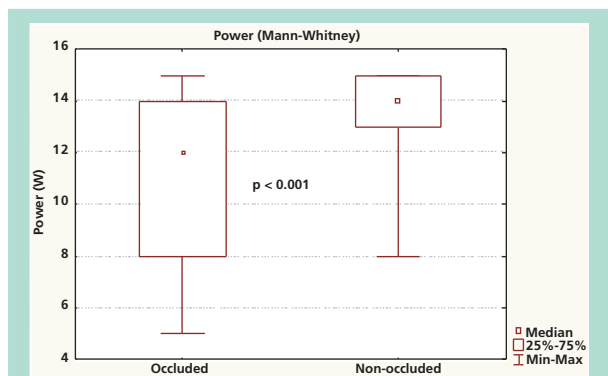 Power (Mann-Whitney)
16
14
12
10
8
6
4
Power (W)
p < 0.001
Occluded
Non-occluded
Median
25%-75%
Min-Max